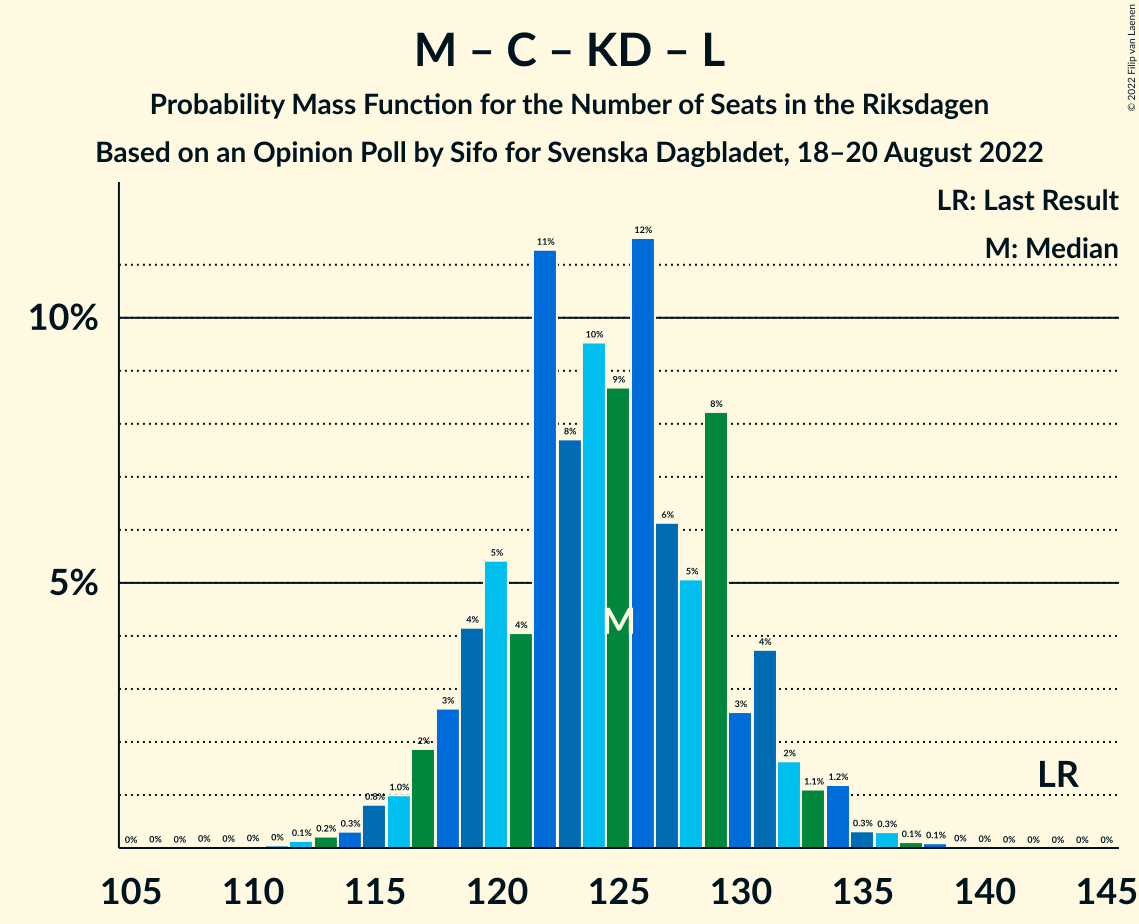 M – C – KD – L
Probability Mass Function for the Number of Seats in the Riksdagen
Based on an Opinion Poll by Sifo for Svenska Dagbladet, 18–20 August 2022
© 2022 Filip van Laenen
LR: Last Result
M: Median
10%
5%
0% 0% 0% 0% 0% 0% 0% 0.1% 0.2% 0.3% 0.8% 1.0% 2% 3% 4% 5% 4% 11% 8% 10% 9% 12% 6% 5% 8% 3% 4% 2% 1.1% 1.2% 0.3% 0.3% 0.1% 0.1% 0% 0% 0% 0% 0% 0% 0%
M
LR
105 110 115 120 125 130 135 140 145